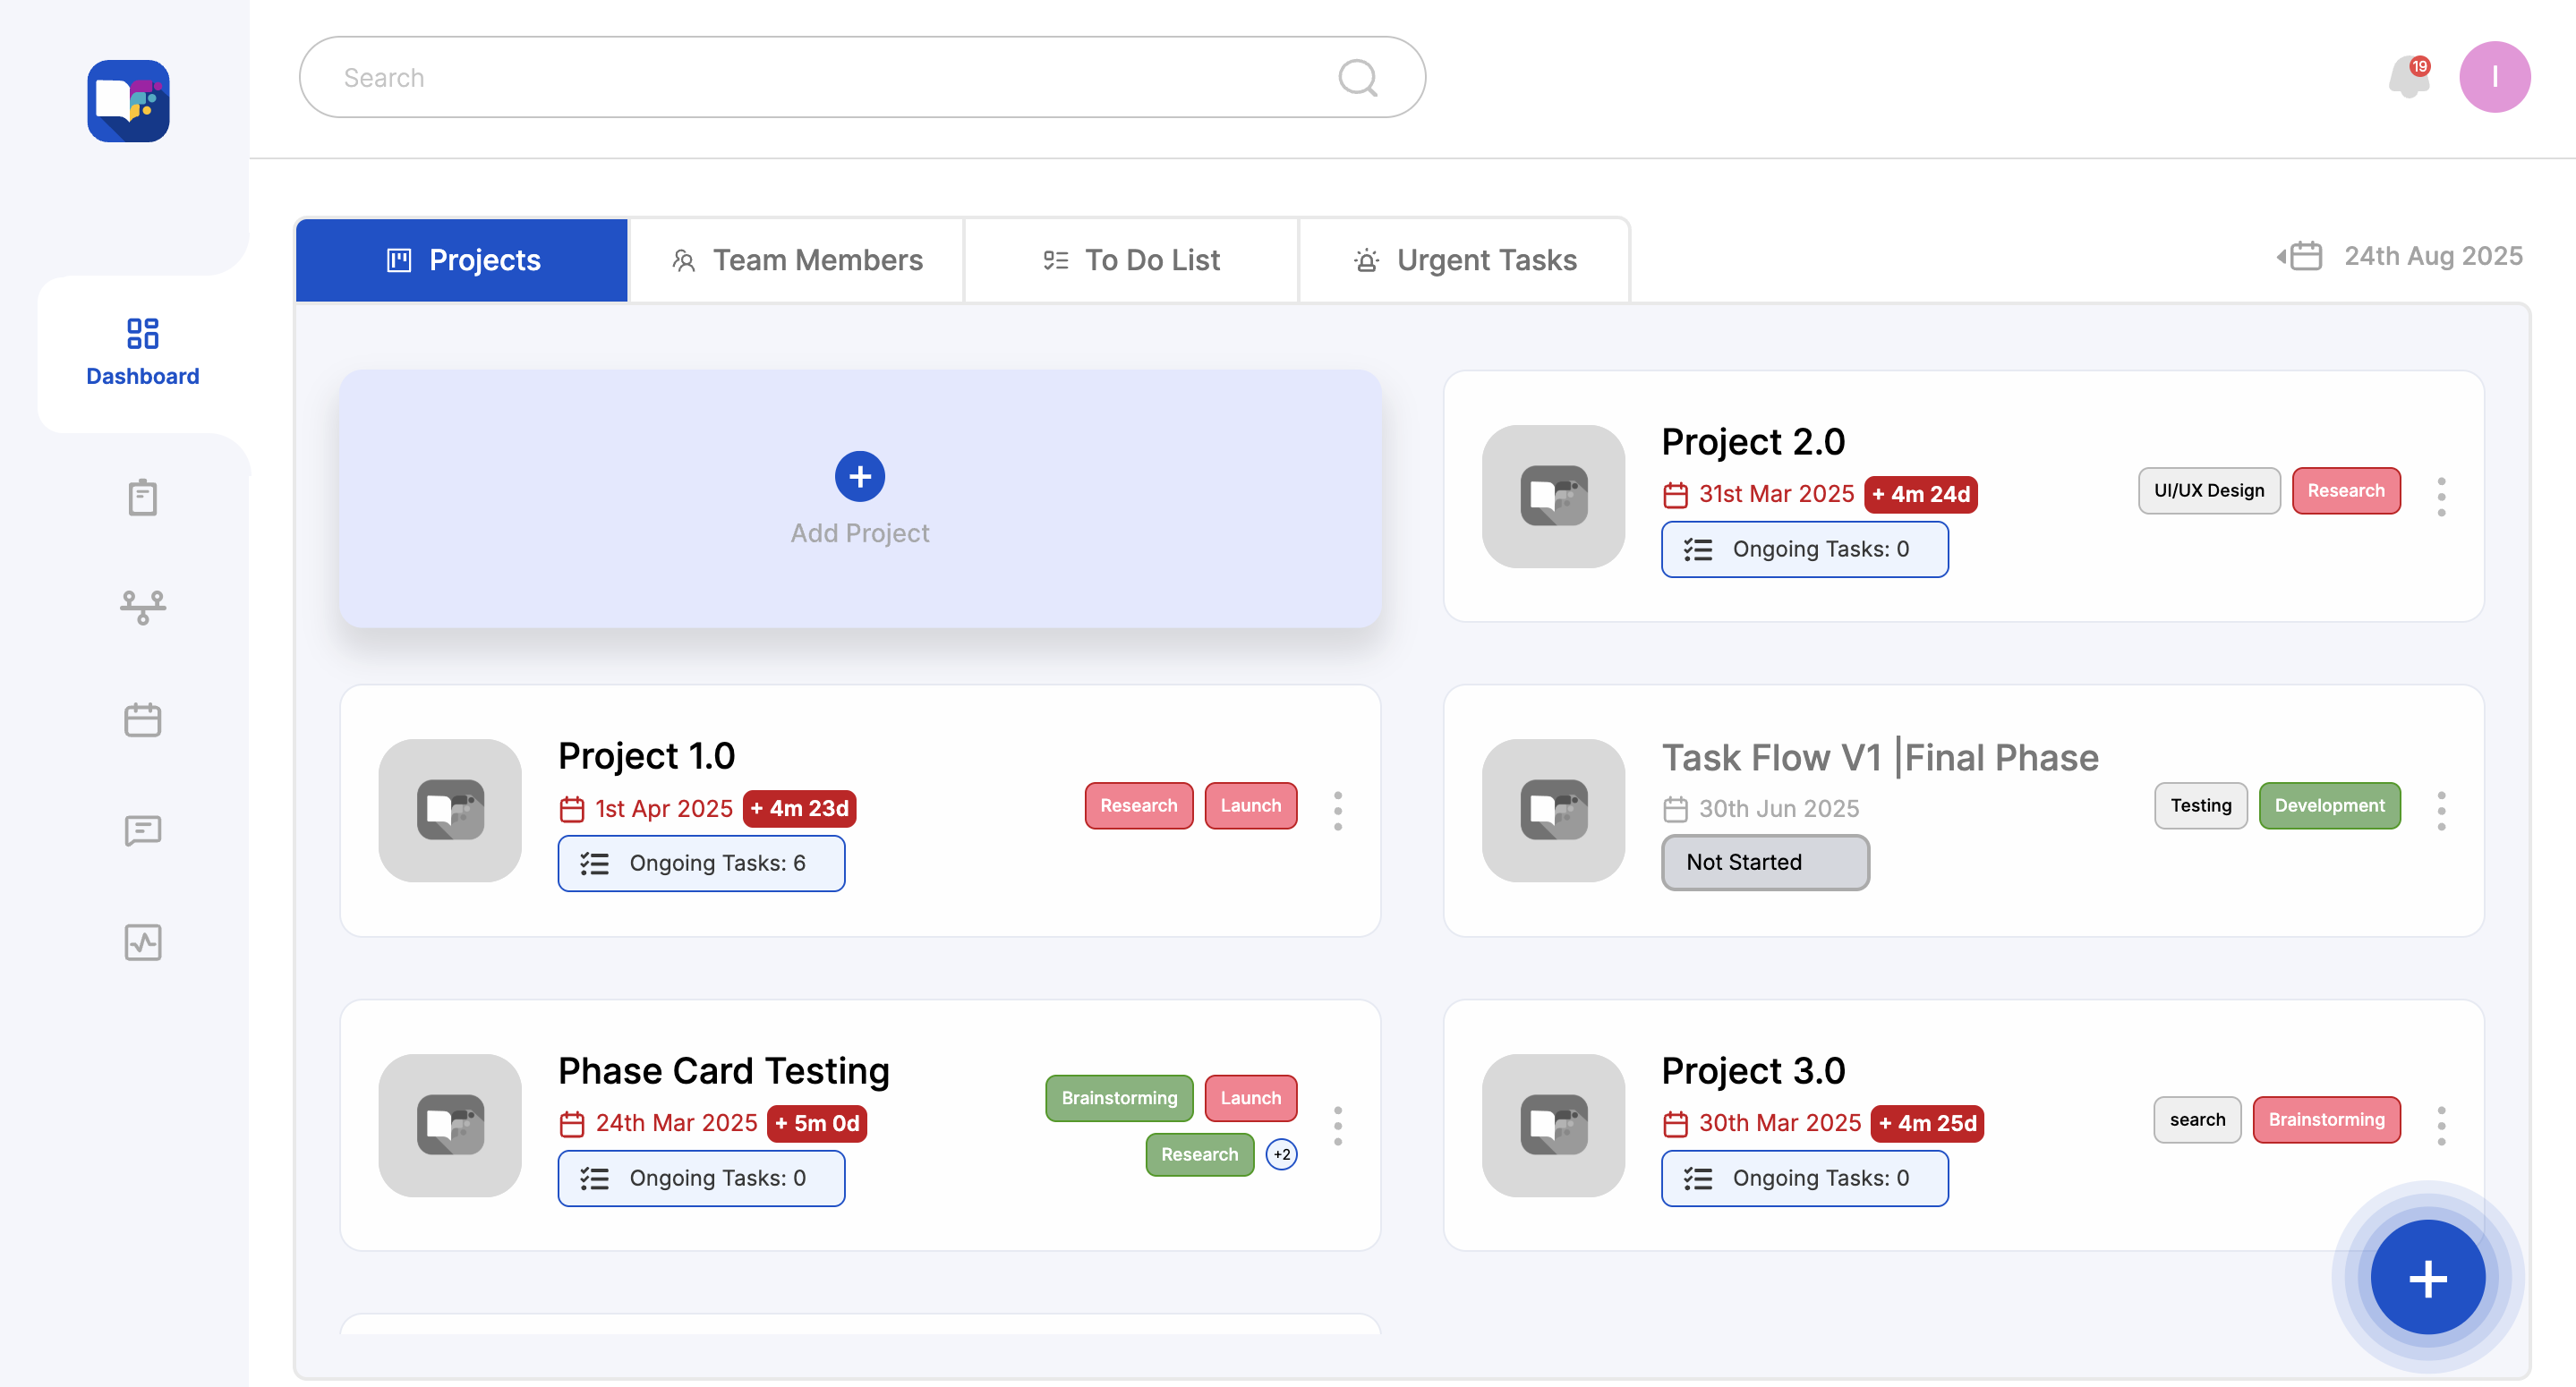 Search
19
I
Projects
Team Members
To Do List
Urgent Tasks
24th Aug 2025
Dashboard
Add Project
Project 2.0
31st Mar 2025 + 4m 24d
Ongoing Tasks: 0
UI/UX Design
Research
Project 1.0
1st Apr 2025 + 4m 23d
Ongoing Tasks: 6
Research
Launch
Task Flow V1 |Final Phase
30th Jun 2025
Not Started
Testing
Development
Phase Card Testing
24th Mar 2025 + 5m 0d
Ongoing Tasks: 0
Brainstorming
Launch
Research
+2
Project 3.0
30th Mar 2025 + 4m 25d
Ongoing Tasks: 0
search
Brainstorming